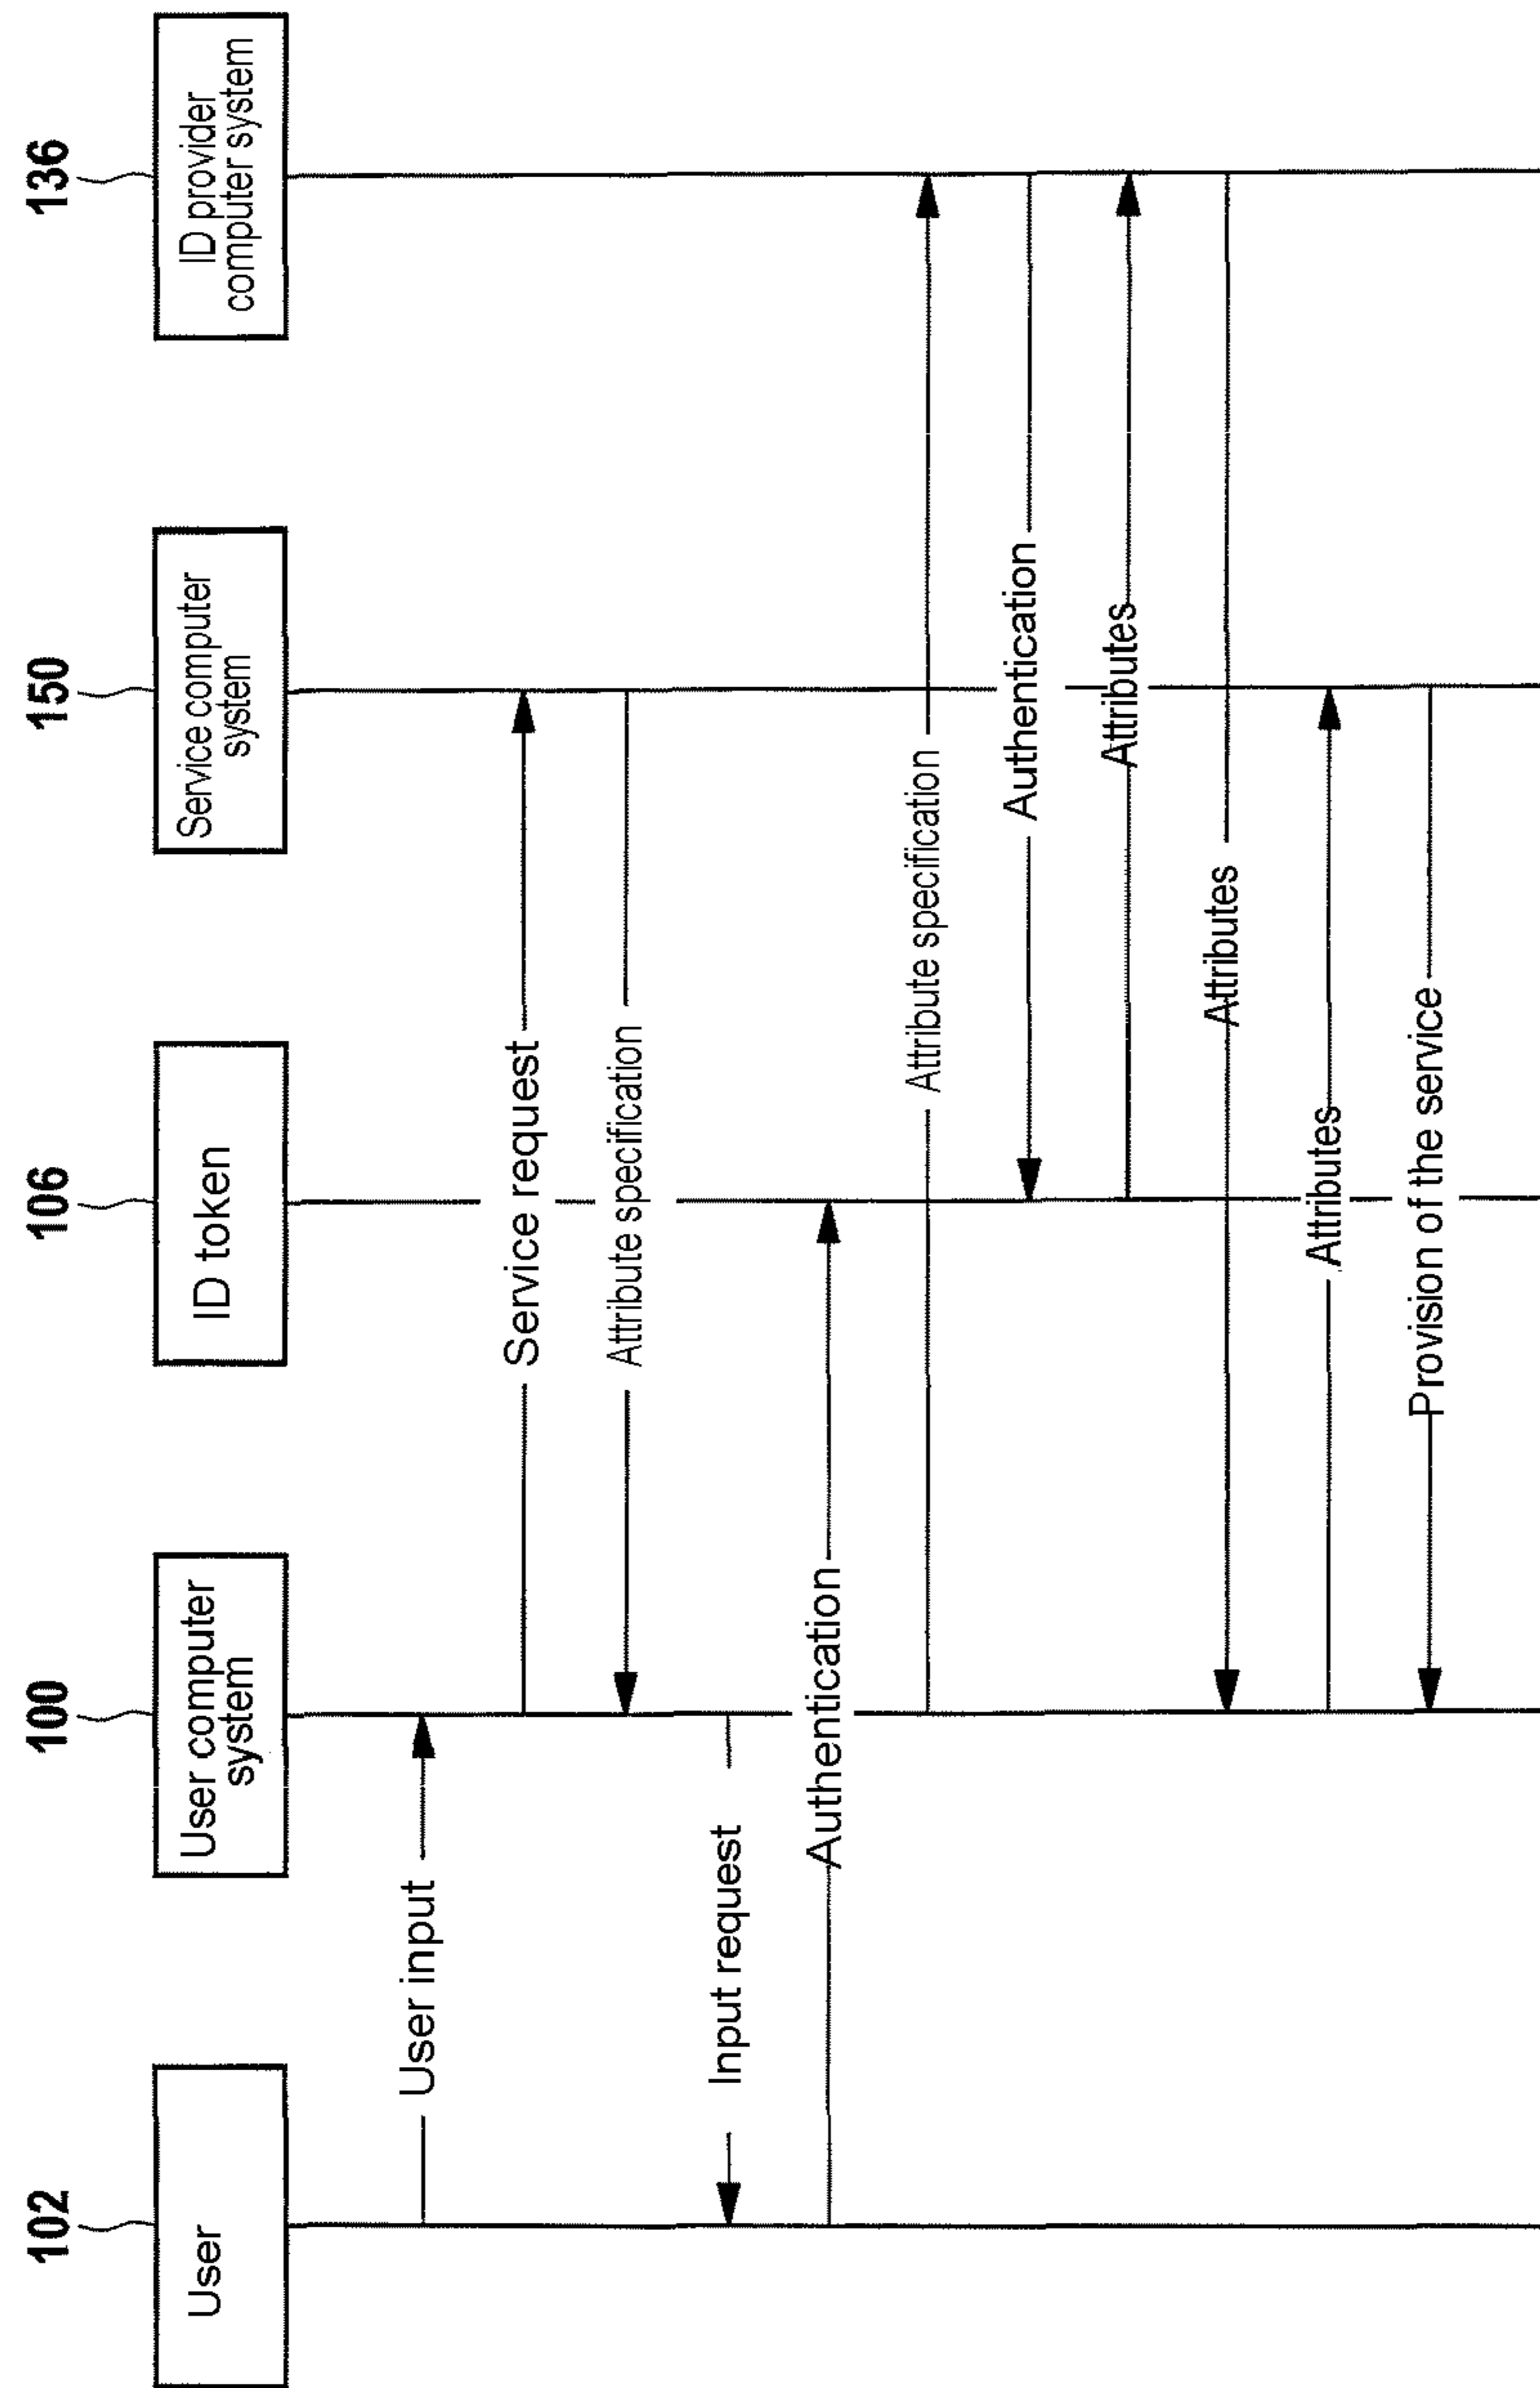 102
100
106
150
136
User
User computer
system
ID token
Service computer
system
ID provider
computer system
User input
Service request
Attribute specification
Input request
Authentication
Attribute specification
Authentication
Attributes
Attributes
Attributes
Provision of the service